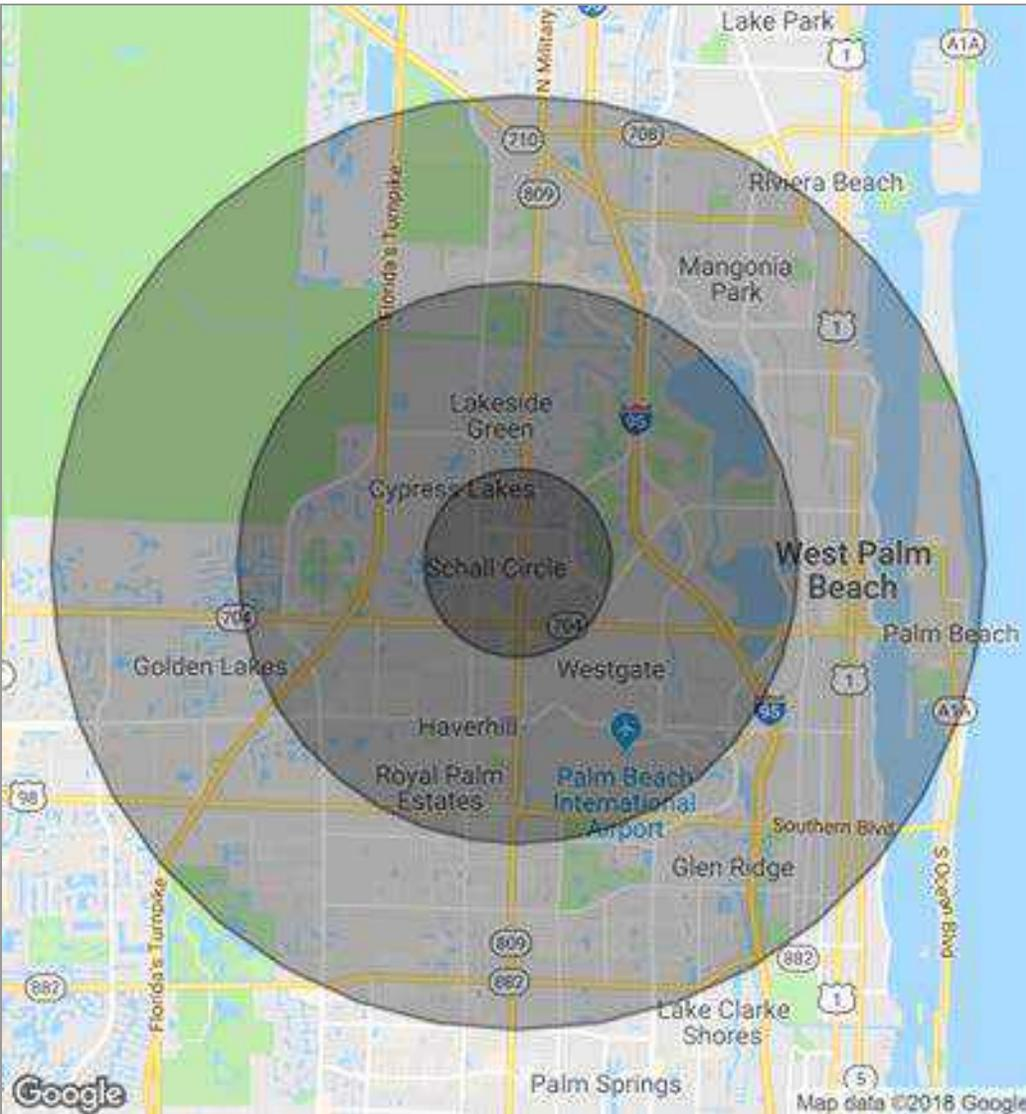 95
Lake Park
1
A1A
N Military
710
708
809
Riviera Beach
Florida's Turnpike
Mangonia
Park
1
Lakeside
Green
95
Cypress Lakes
Schall Circle
West Palm
Beach
704
704
Palm Beach
Golden Lakes
Westgate
1
95
A1A
Haverhill
Royal Palm
Estates
Palm Beach
International
Airport
98
Southern Blvd
Glen Ridge
S Ocean Blvd
Florida's Turnpike
809
882
882
882
1
Lake Clarke
Shores
Palm Springs
5
Google
Map data ©2018 Google